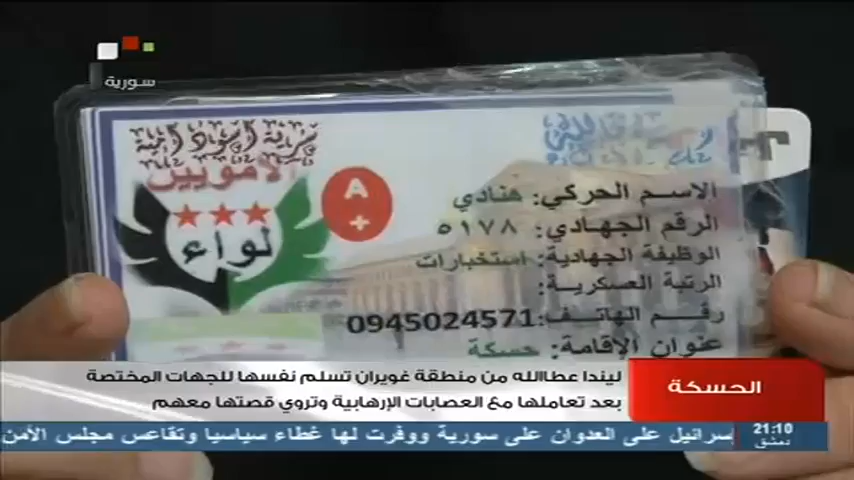 سورية
سرية أسود أمية
الأمويين
لواء
A
+
الاسم الحركي: هنادي
الرقم الجهادي: ٥١٧٨
الوظيفة الجهادية: استخبارات
الرتبة العسكرية:
رقم الهاتف: 0945024571
عنوان الإقامة: حسكة
الحسكة
ليندا عطاالله من منطقة غويران تسلم نفسها للجهات المختصة
بعد تعاملها مع العصابات الإرهابية وتروي قصتها معهم
21:10
دمشق
سرائيل على العدوان على سورية ووفرت لها غطاء سياسيا وتقاعس مجلس الأمن